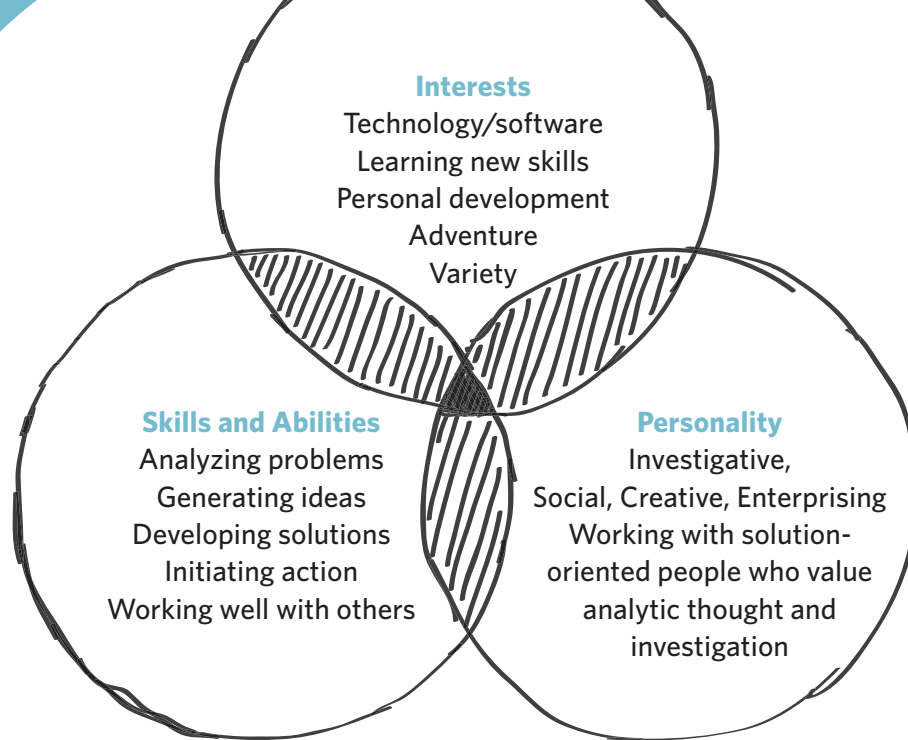 Interests
Technology/software
Learning new skills
Personal development
Adventure
Variety
Skills and Abilities
Analyzing problems
Generating ideas
Developing solutions
Initiating action
Working well with others
Personality
Investigative,
Social, Creative, Enterprising
Working with solution-
oriented people who value
analytic thought and
investigation